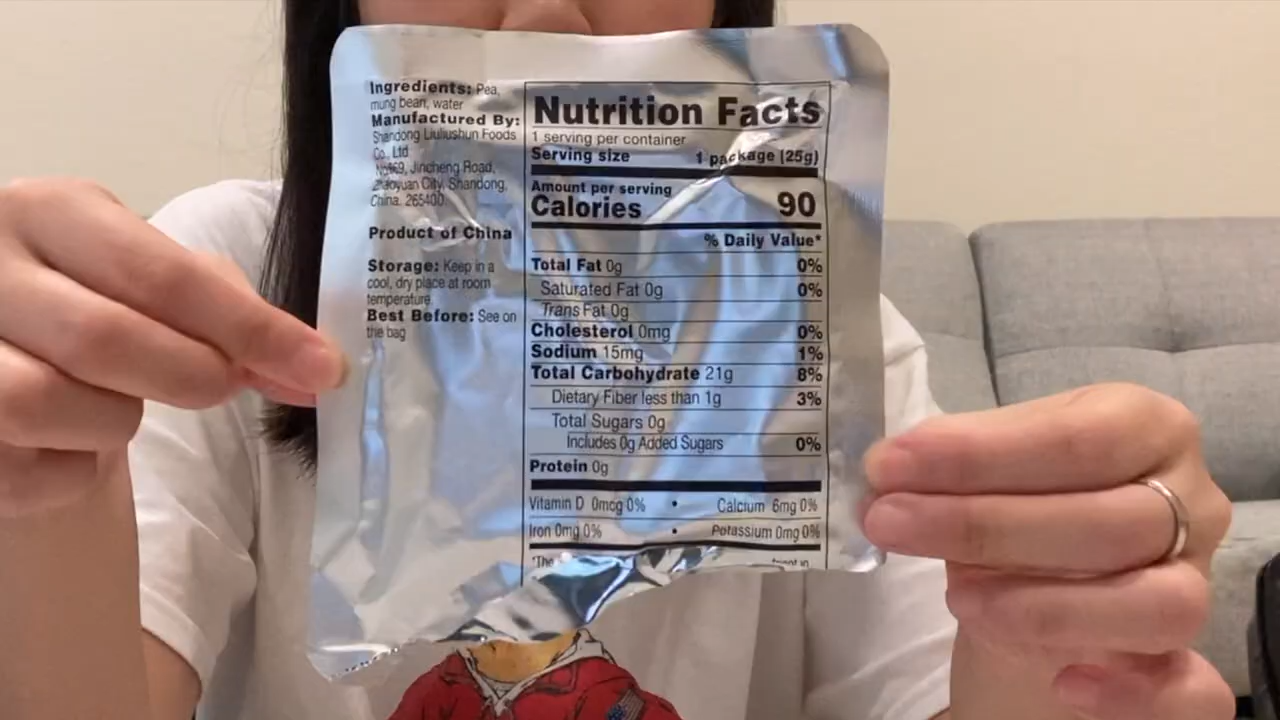 Ingredients: Pea,
mung bean, water
Manufactured By:
Shandong Liuliushun Foods
Co., Ltd
Jincheng Road,
Zhaoyuan City, Shandong,
China. 265400
Product of China
Storage: Keep in a
cool, dry place at room
temperature.
Best Before: See on
the bag
Nutrition Facts
1 serving per container
Serving size 1 package (25g)
Amount per serving
Calories 90
% Daily Value*
Total Fat 0g 0%
Saturated Fat 0g 0%
Trans Fat 0g
Cholesterol 0mg 0%
Sodium 15mg 1%
Total Carbohydrate 21g 8%
Dietary Fiber less than 1g 3%
Total Sugars 0g
Includes 0g Added Sugars 0%
Protein 0g
Vitamin D 0mcg 0% • Calcium 6mg 0%
Iron 0mg 0% • Potassium 0mg 0%
*The